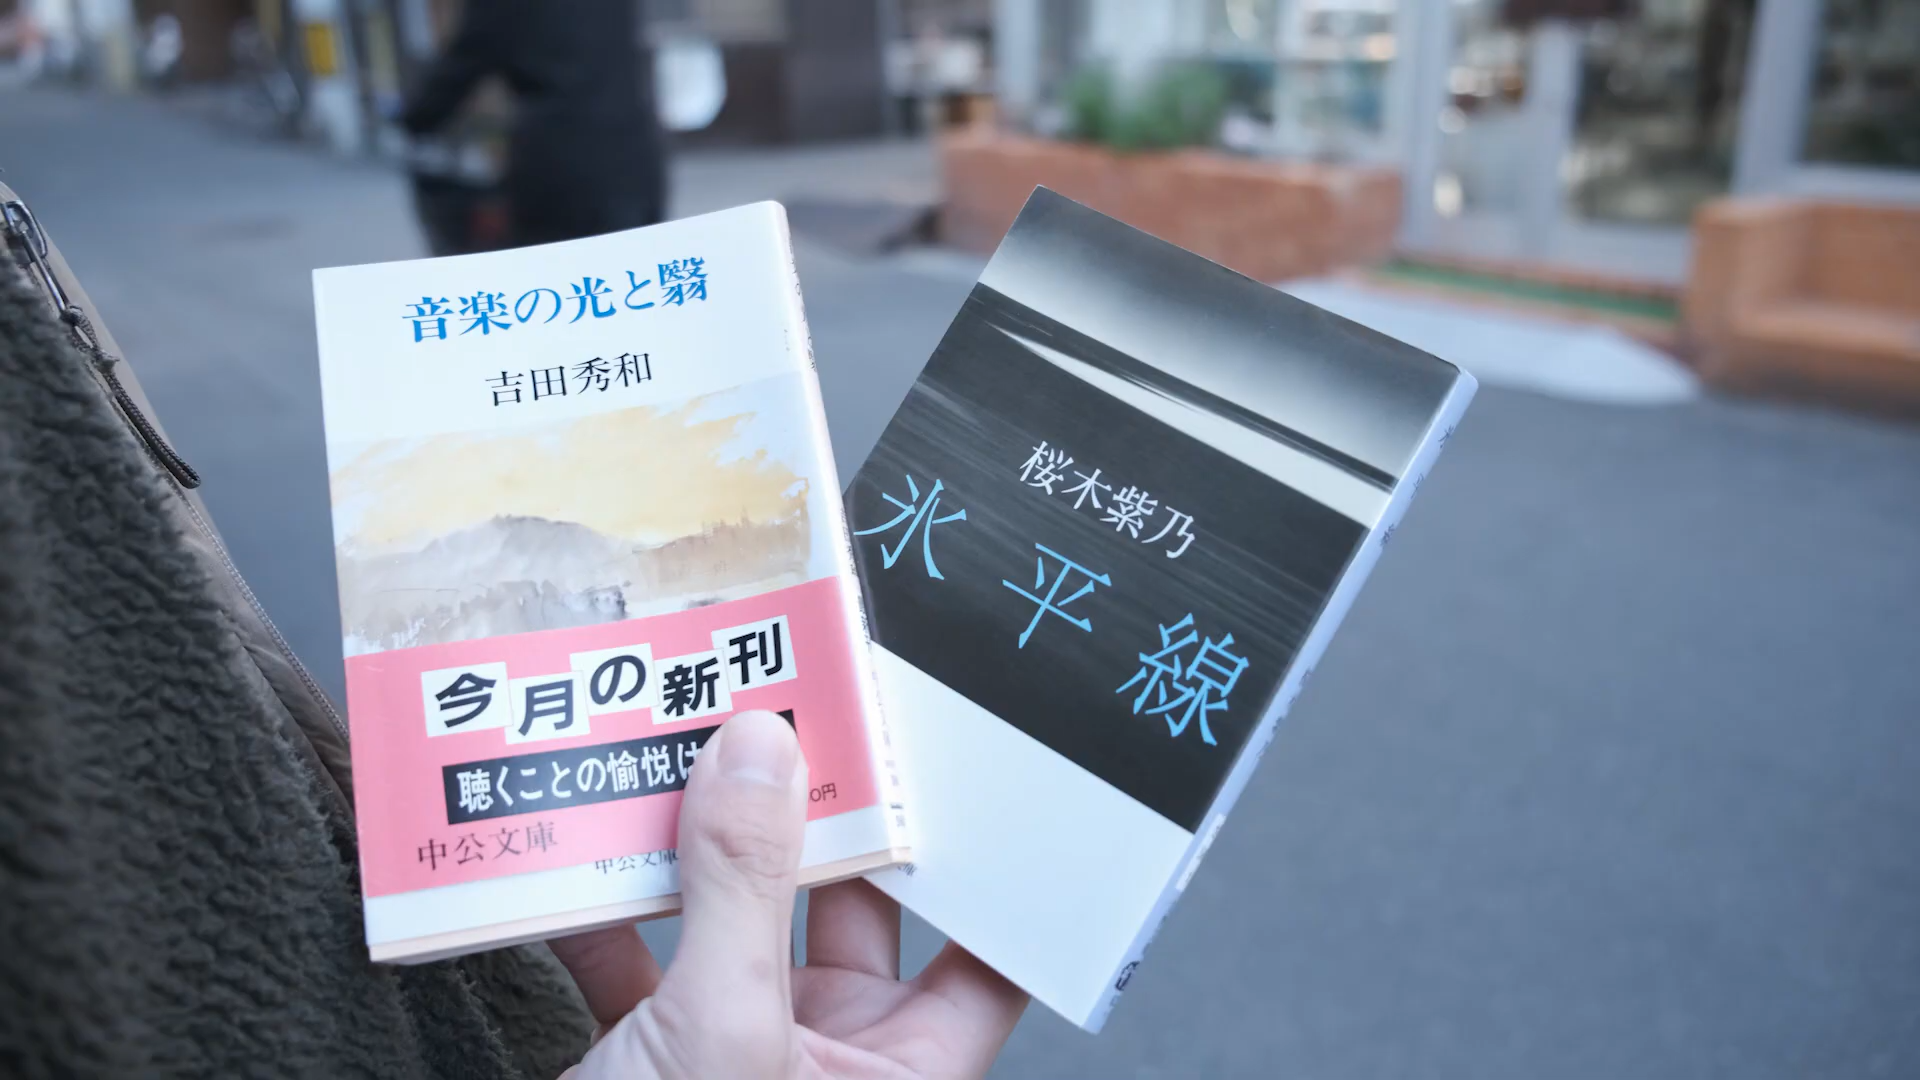 音楽の光と翳
吉田秀和
今月の新刊
聴くことの愉悦は
0円
中公文庫
中公文庫
桜木紫乃
氷平線